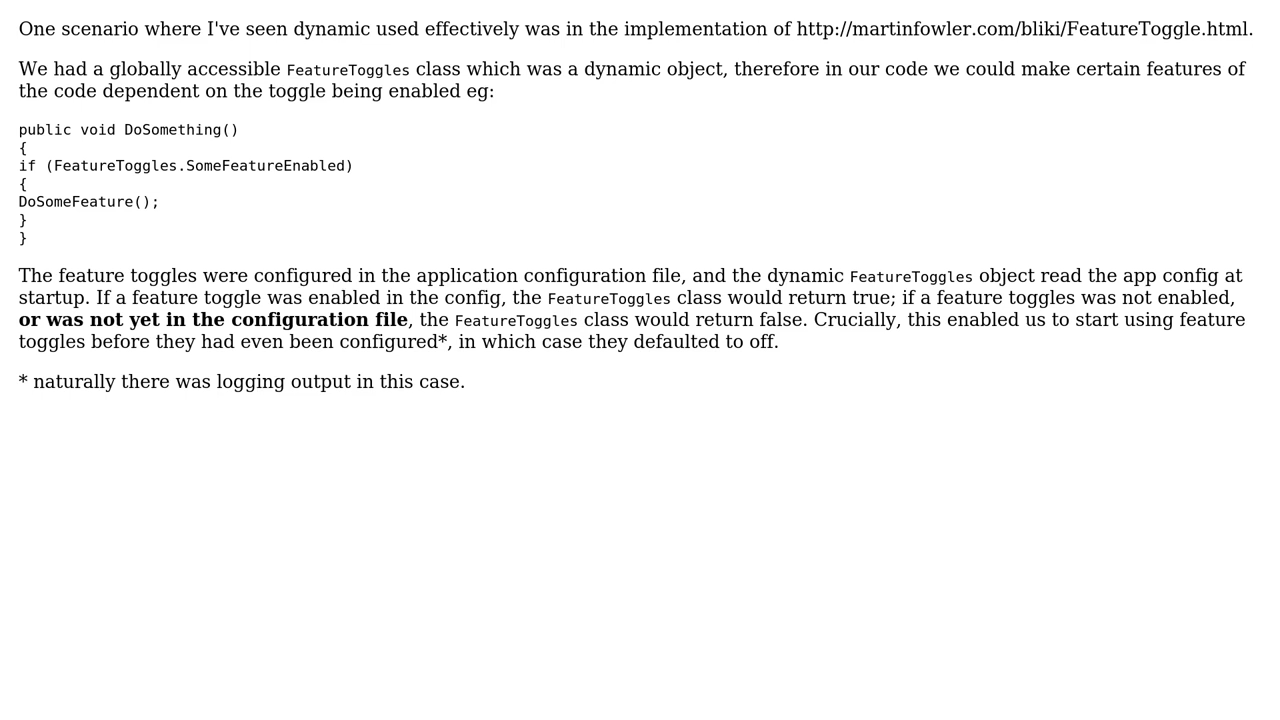 One scenario where I've seen dynamic used effectively was in the implementation of http://martinfowler.com/bliki/FeatureToggle.html.
We had a globally accessible FeatureToggles class which was a dynamic object, therefore in our code we could make certain features of
the code dependent on the toggle being enabled eg:
public void DoSomething()
{
if (FeatureToggles.SomeFeatureEnabled)
{
DoSomeFeature();
}
}
The feature toggles were configured in the application configuration file, and the dynamic FeatureToggles object read the app config at
startup. If a feature toggle was enabled in the config, the FeatureToggles class would return true; if a feature toggles was not enabled,
or was not yet in the configuration file, the FeatureToggles class would return false. Crucially, this enabled us to start using feature
toggles before they had even been configured*, in which case they defaulted to off.
* naturally there was logging output in this case.